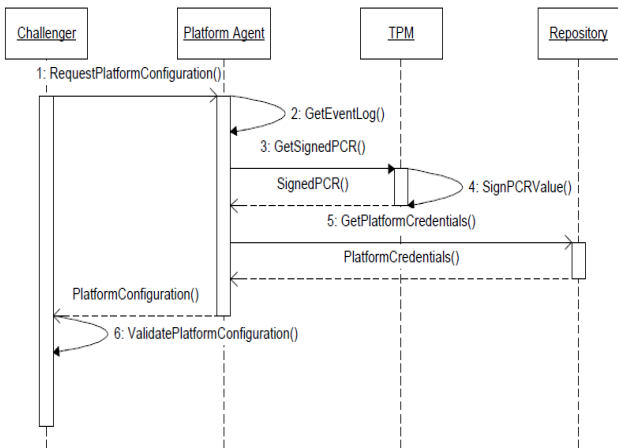 Challenger
Platform Agent
TPM
Repository
1: RequestPlatformConfiguration()
2: GetEventLog()
3: GetSignedPCR()
SignedPCR()
4: SignPCRValue()
5: GetPlatformCredentials()
PlatformCredentials()
PlatformConfiguration()
6: ValidatePlatformConfiguration()